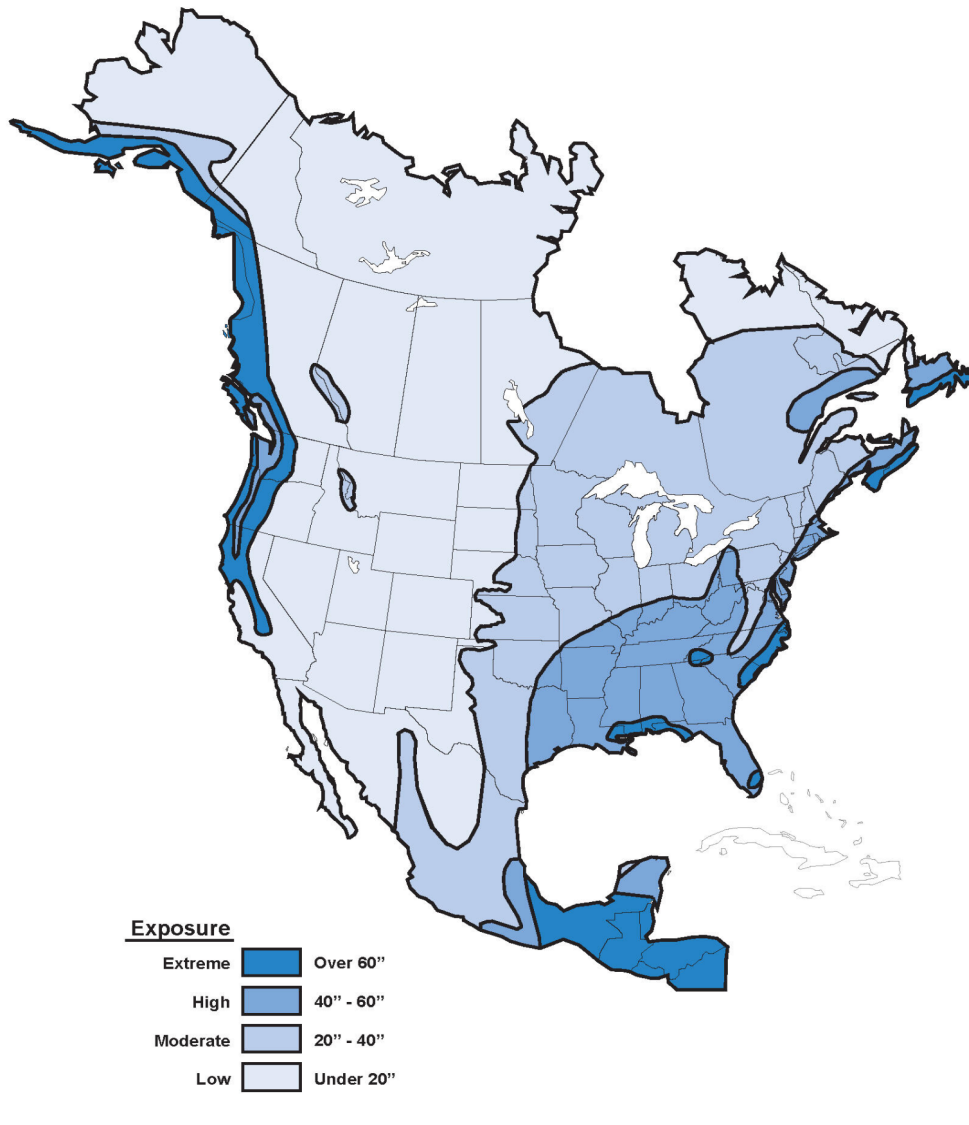 Exposure
Extreme Over 60”
High 40” - 60”
Moderate 20” - 40”
Low Under 20”